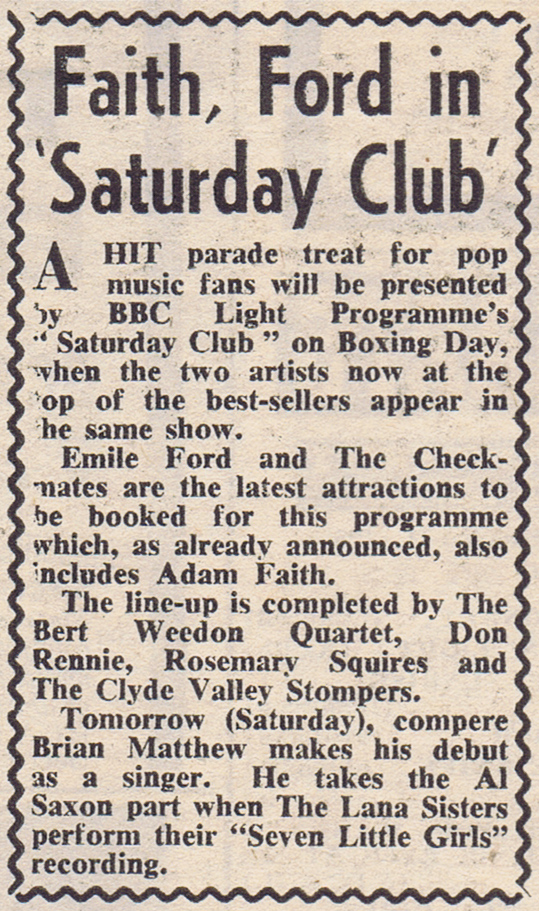 Faith, Ford in
'Saturday Club'
A HIT parade treat for pop
music fans will be presented
by BBC Light Programme's
"Saturday Club" on Boxing Day,
when the two artists now at the
top of the best-sellers appear in
the same show.
Emile Ford and The Check-
mates are the latest attractions to
be booked for this programme
which, as already announced, also
includes Adam Faith.
The line-up is completed by The
Bert Weedon Quartet, Don
Rennie, Rosemary Squires and
The Clyde Valley Stompers.
Tomorrow (Saturday), compere
Brian Matthew makes his debut
as a singer. He takes the Al
Saxon part when The Lana Sisters
perform their "Seven Little Girls"
recording.